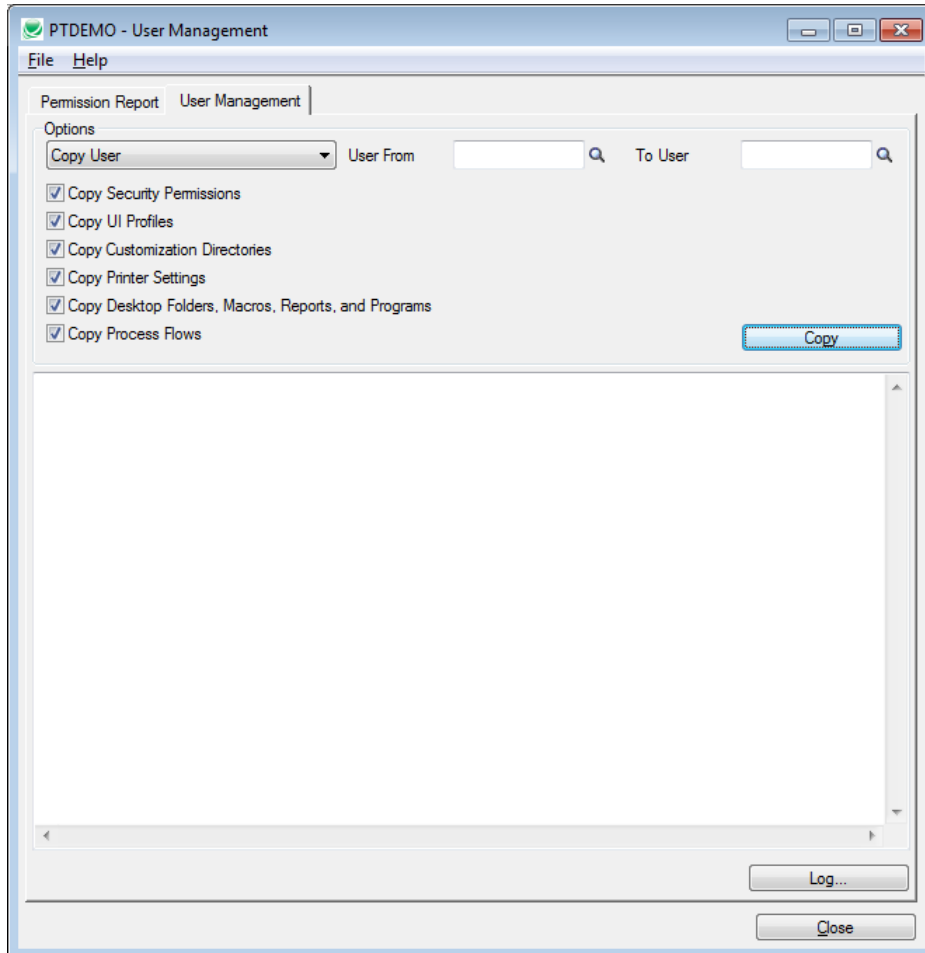 PTDEMO - User Management
File Help
Permission Report User Management
Options
Copy User User From To User
Copy Security Permissions
Copy UI Profiles
Copy Customization Directories
Copy Printer Settings
Copy Desktop Folders, Macros, Reports, and Programs
Copy Process Flows
Copy
Log...
Close